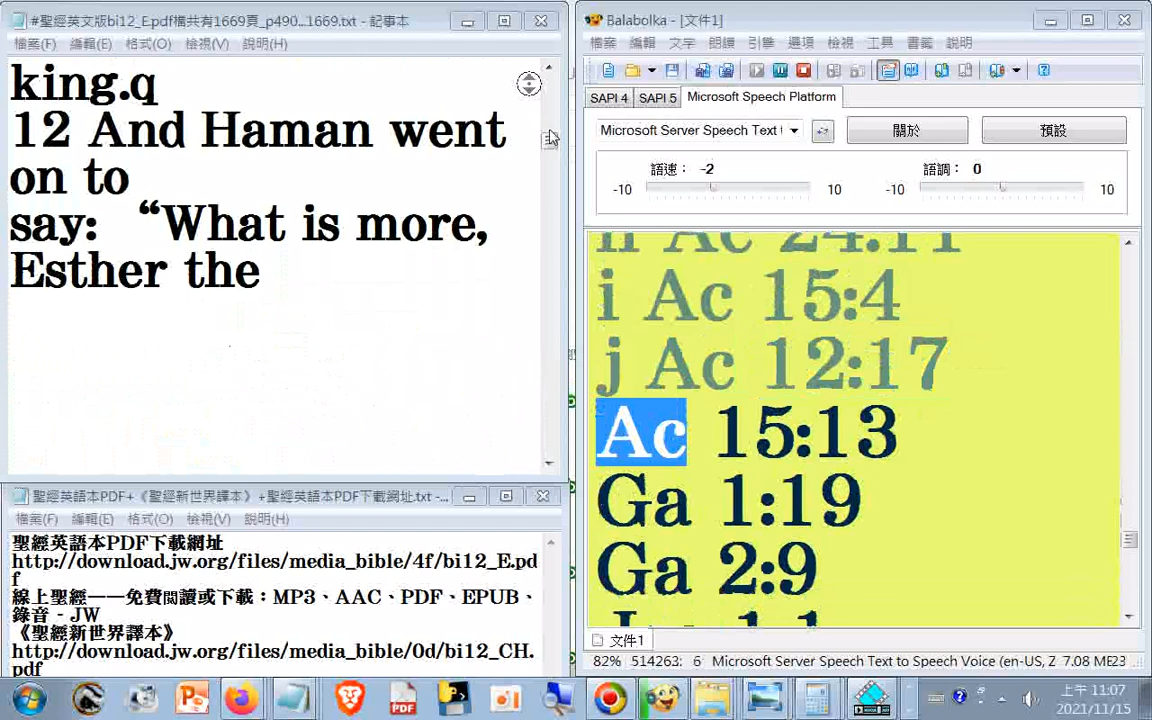 #聖經英文版bi12_E.pdf檔共有1669頁_p490...1669.txt - 記事本
檔案(F) 編輯(E) 格式(O) 檢視(V) 說明(H)
king.q
12 And Haman went
on to
say: “What is more,
Esther the
聖經英語本PDF+《聖經新世界譯本》+聖經英語本PDF下載網址.txt -...
檔案(F) 編輯(E) 格式(O) 檢視(V) 說明(H)
聖經英語本PDF下載網址
http://download.jw.org/files/media_bible/4f/bi12_E.pd
f
線上聖經——免費閱讀或下載：MP3、AAC、PDF、EPUB、
錄音 - JW
《聖經新世界譯本》
http://download.jw.org/files/media_bible/0d/bi12_CH.
pdf
Balabolka - [文件1]
檔案 編輯 文字 朗讀 引擎 選項 檢視 工具 書籤 說明
SAPI 4 SAPI 5 Microsoft Speech Platform
Microsoft Server Speech Text 關於 預設
語速： -2 語調： 0
-10 10 -10 10
Ac 24:11
i Ac 15:4
j Ac 12:17
Ac 15:13
Ga 1:19
Ga 2:9
文件1
82% 514263: 6 Microsoft Server Speech Text to Speech Voice (en-US, Z 7.08 ME23
PDF
上午 11:07
2021/11/15